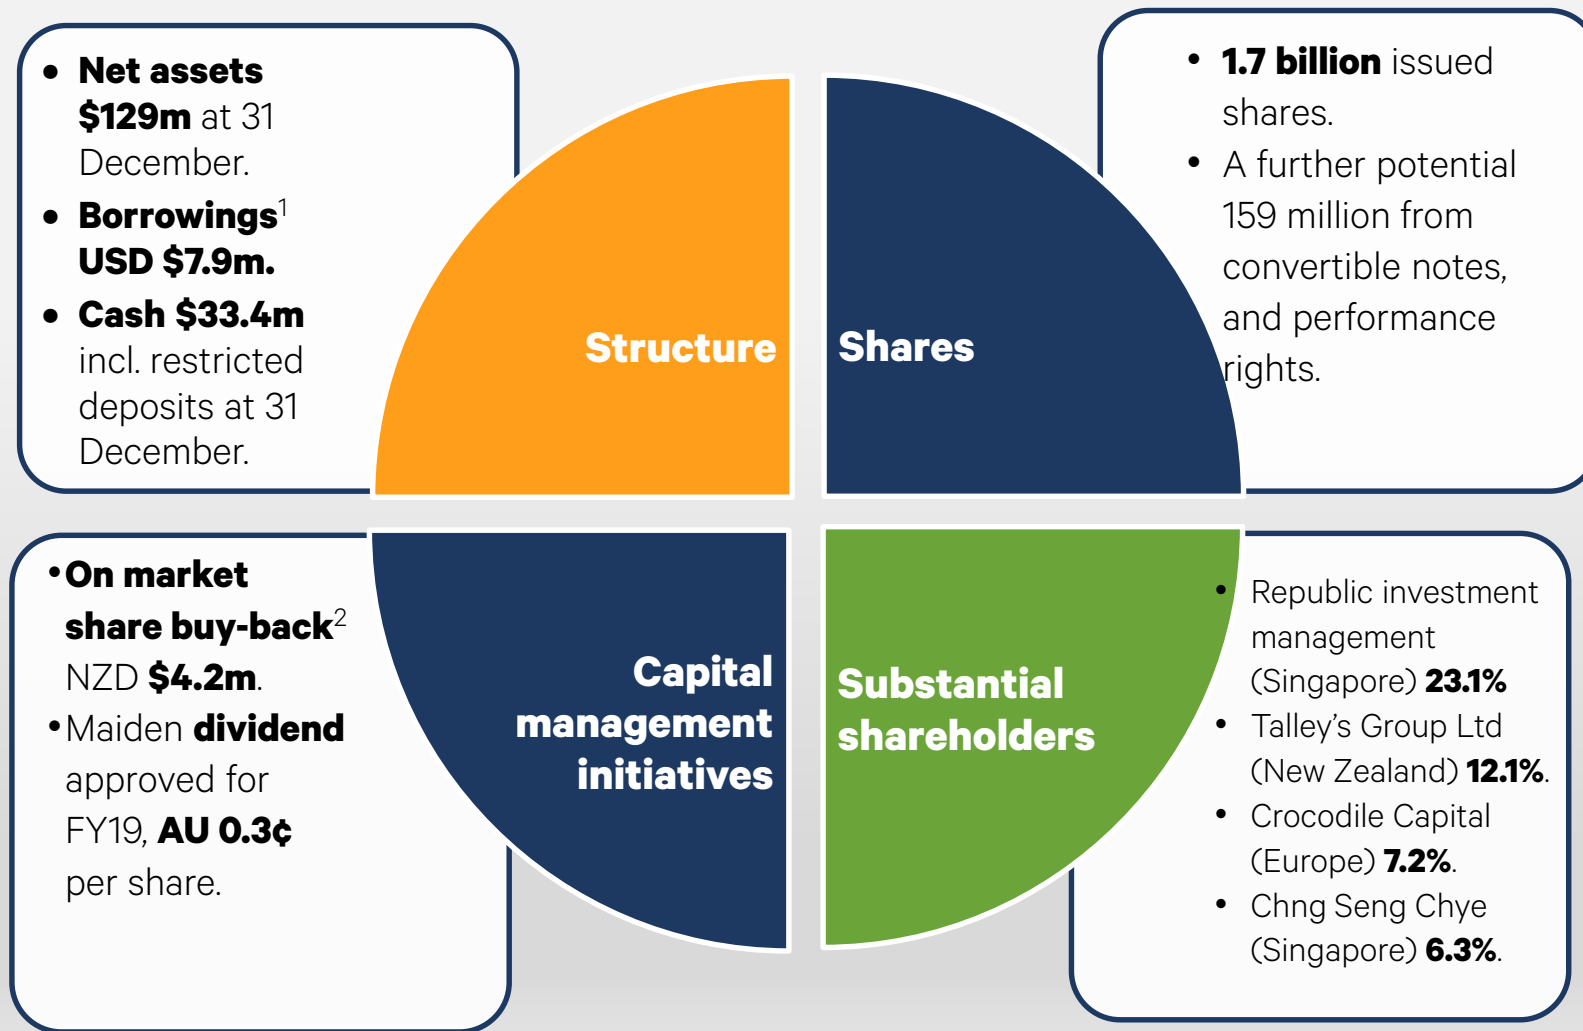 • Net assets
$129m at 31
December.
• Borrowings¹
USD $7.9m.
• Cash $33.4m
incl. restricted
deposits at 31
December.
Structure
Shares
• 1.7 billion issued
shares.
• A further potential
159 million from
convertible notes,
and performance
rights.
•On market
share buy-back²
NZD $4.2m.
•Maiden dividend
approved for
FY19, AU 0.3¢
per share.
Capital
management
initiatives
Substantial
shareholders
• Republic investment
management
(Singapore) 23.1%
• Talley's Group Ltd
(New Zealand) 12.1%.
• Crocodile Capital
(Europe) 7.2%.
• Chng Seng Chye
(Singapore) 6.3%.